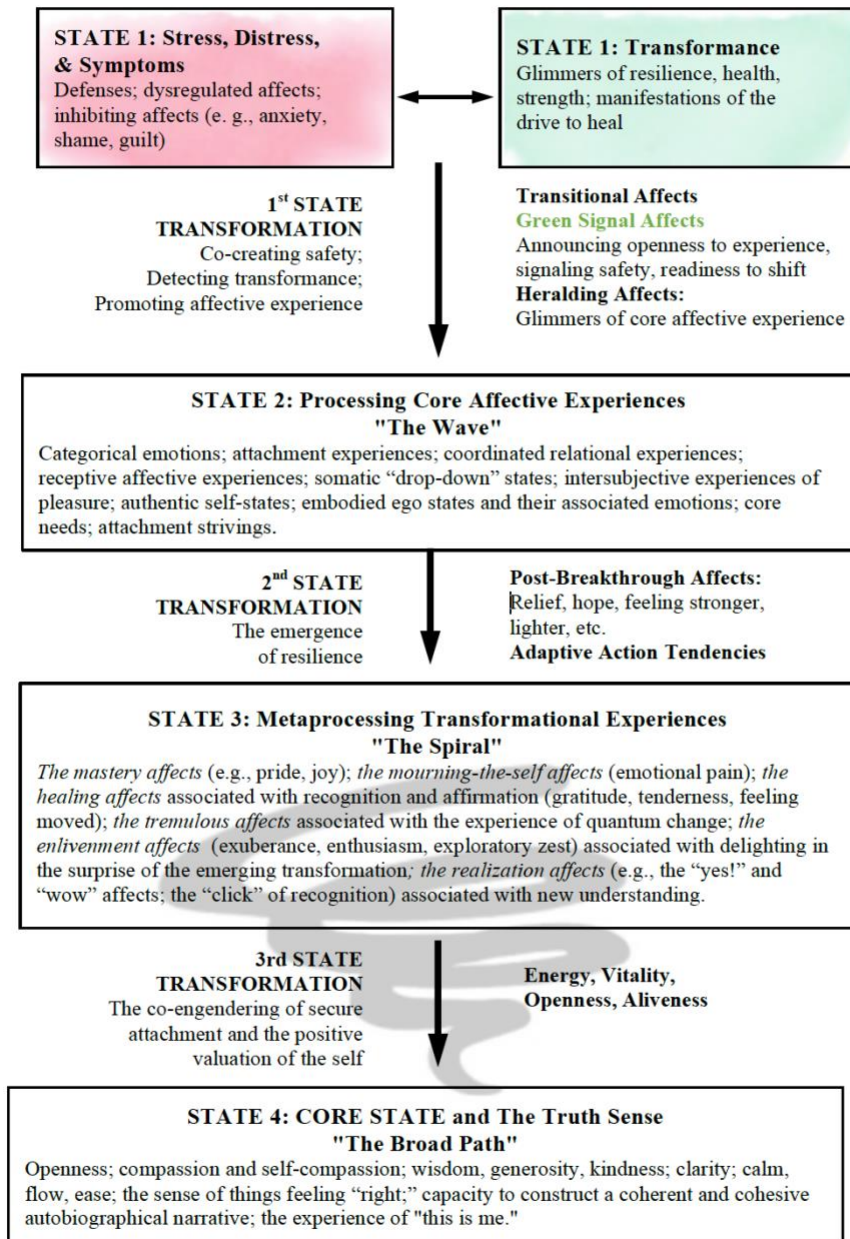 STATE 1: Stress, Distress,
& Symptoms
Defenses; dysregulated affects;
inhibiting affects (e. g., anxiety,
shame, guilt)
STATE 1: Transformance
Glimmers of resilience, health,
strength; manifestations of the
drive to heal
1st STATE
TRANSFORMATION
Co-creating safety;
Detecting transformance;
Promoting affective experience
Transitional Affects
Green Signal Affects
Announcing openness to experience,
signaling safety, readiness to shift
Heralding Affects:
Glimmers of core affective experience
STATE 2: Processing Core Affective Experiences
"The Wave"
Categorical emotions; attachment experiences; coordinated relational experiences;
receptive affective experiences; somatic “drop-down” states; intersubjective experiences of
pleasure; authentic self-states; embodied ego states and their associated emotions; core
needs; attachment strivings.
2nd STATE
TRANSFORMATION
The emergence
of resilience
Post-Breakthrough Affects:
Relief, hope, feeling stronger,
lighter, etc.
Adaptive Action Tendencies
STATE 3: Metaprocessing Transformational Experiences
"The Spiral"
The mastery affects (e.g., pride, joy); the mourning-the-self affects (emotional pain); the
healing affects associated with recognition and affirmation (gratitude, tenderness, feeling
moved); the tremulous affects associated with the experience of quantum change; the
enlivenment affects (exuberance, enthusiasm, exploratory zest) associated with delighting in
the surprise of the emerging transformation; the realization affects (e.g., the “yes!” and
“wow” affects; the “click” of recognition) associated with new understanding.
3rd STATE
TRANSFORMATION
The co-engendering of secure
attachment and the positive
valuation of the self
Energy, Vitality,
Openness, Aliveness
STATE 4: CORE STATE and The Truth Sense
"The Broad Path"
Openness; compassion and self-compassion; wisdom, generosity, kindness; clarity; calm,
flow, ease; the sense of things feeling “right;” capacity to construct a coherent and cohesive
autobiographical narrative; the experience of "this is me."